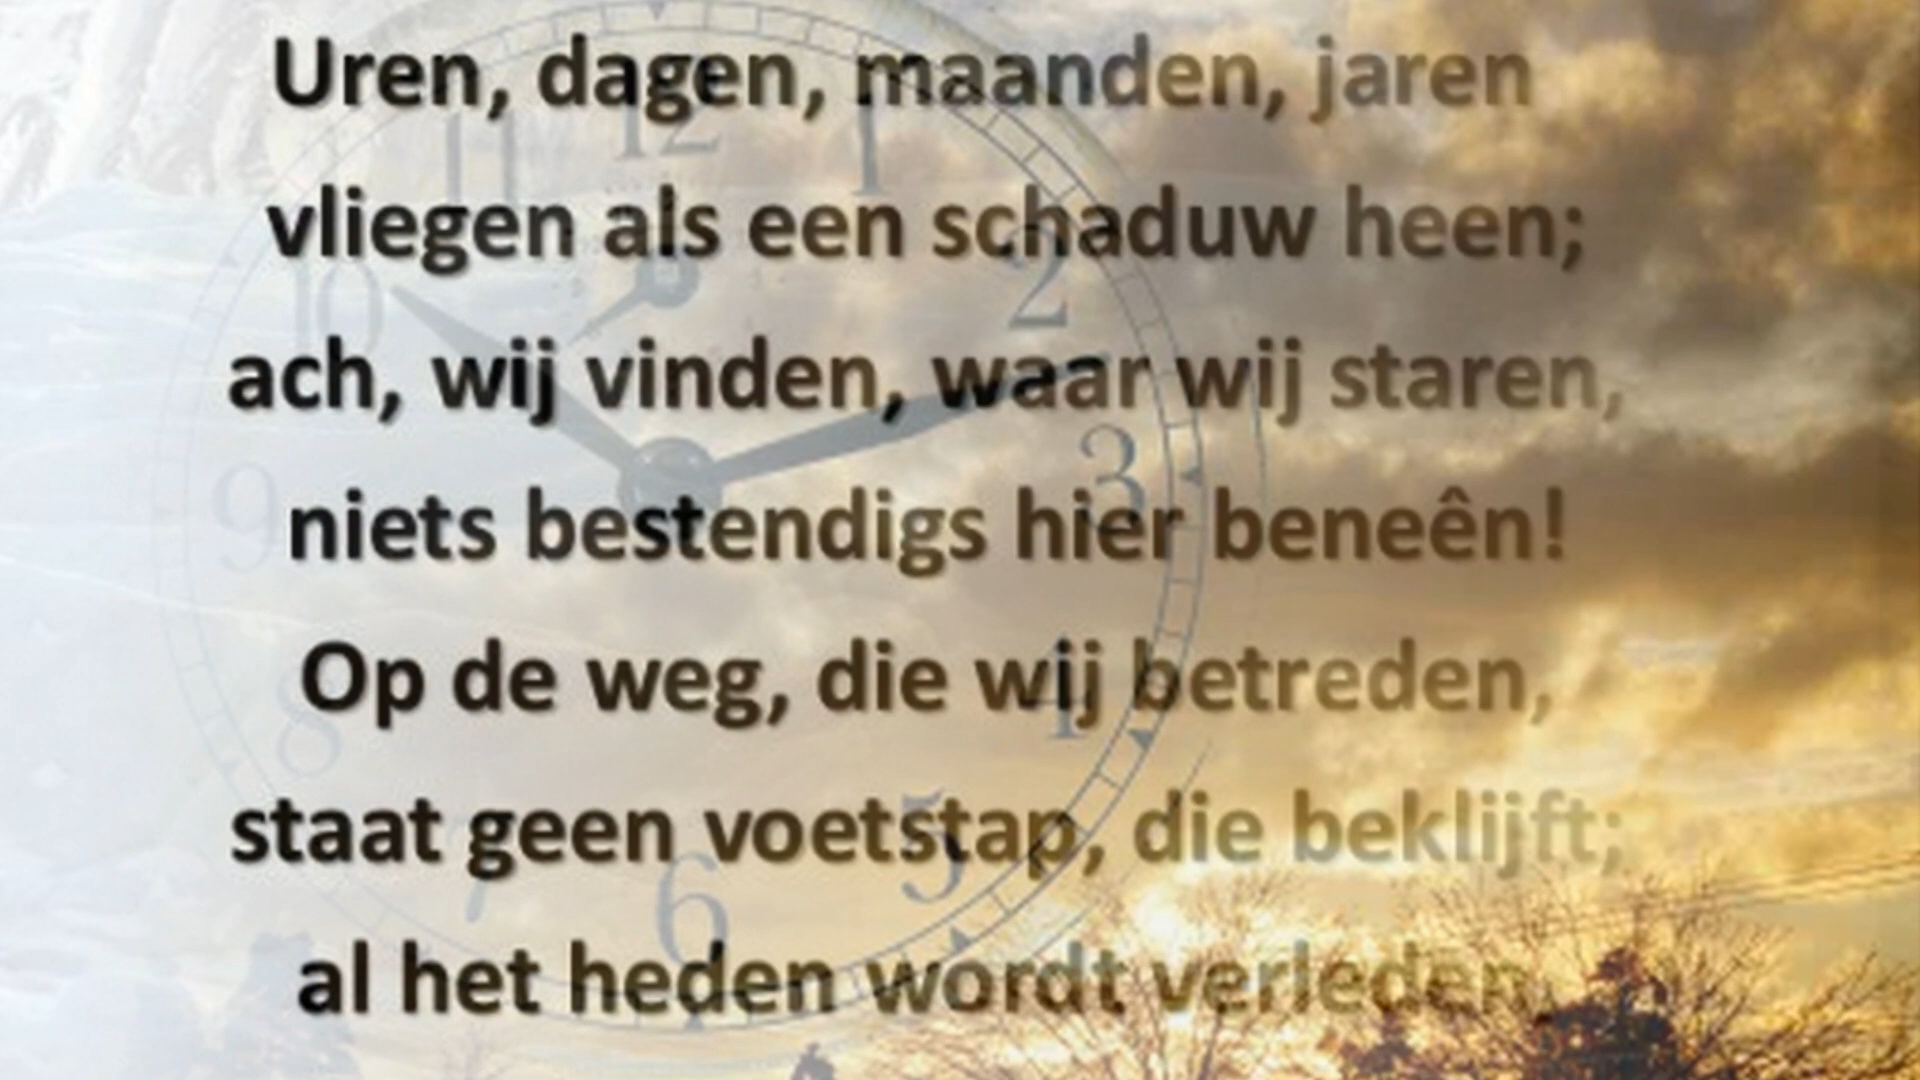 Uren, dagen, maanden, jaren
vliegen als een schaduw heen;
ach, wij vinden, waar wij staren,
niets bestendigs hier beneên!
Op de weg, die wij betreden,
staat geen voetstap, die beklijft;
al het heden wordt verleden,